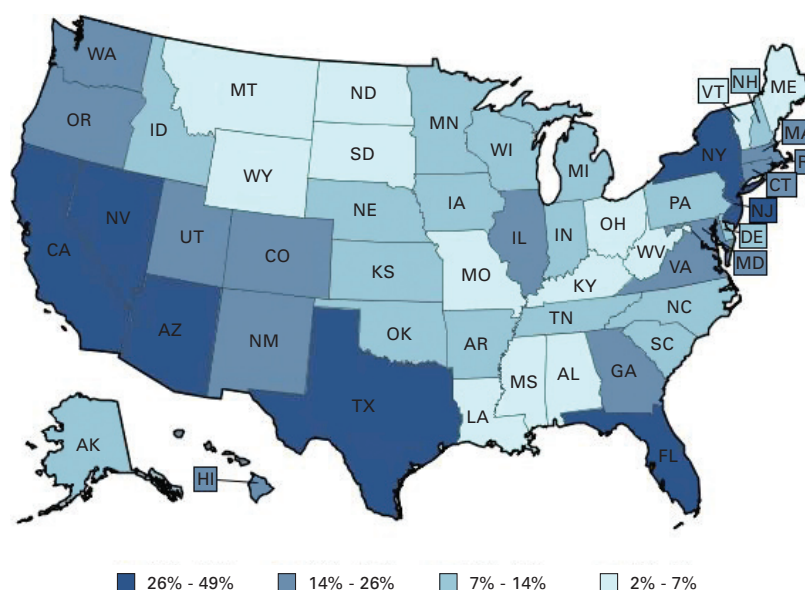 WA
MT
ND
MN
VT
NH
ME
OR
ID
WY
SD
WI
MI
NY
MA
CT
NV
UT
CO
NE
IA
IL
IN
OH
PA
NJ
DE
MD
CA
KS
MO
KY
WV
VA
AZ
NM
OK
AR
TN
NC
SC
TX
LA
MS
AL
GA
FL
AK
HI
26% - 49%
14% - 26%
7% - 14%
2% - 7%